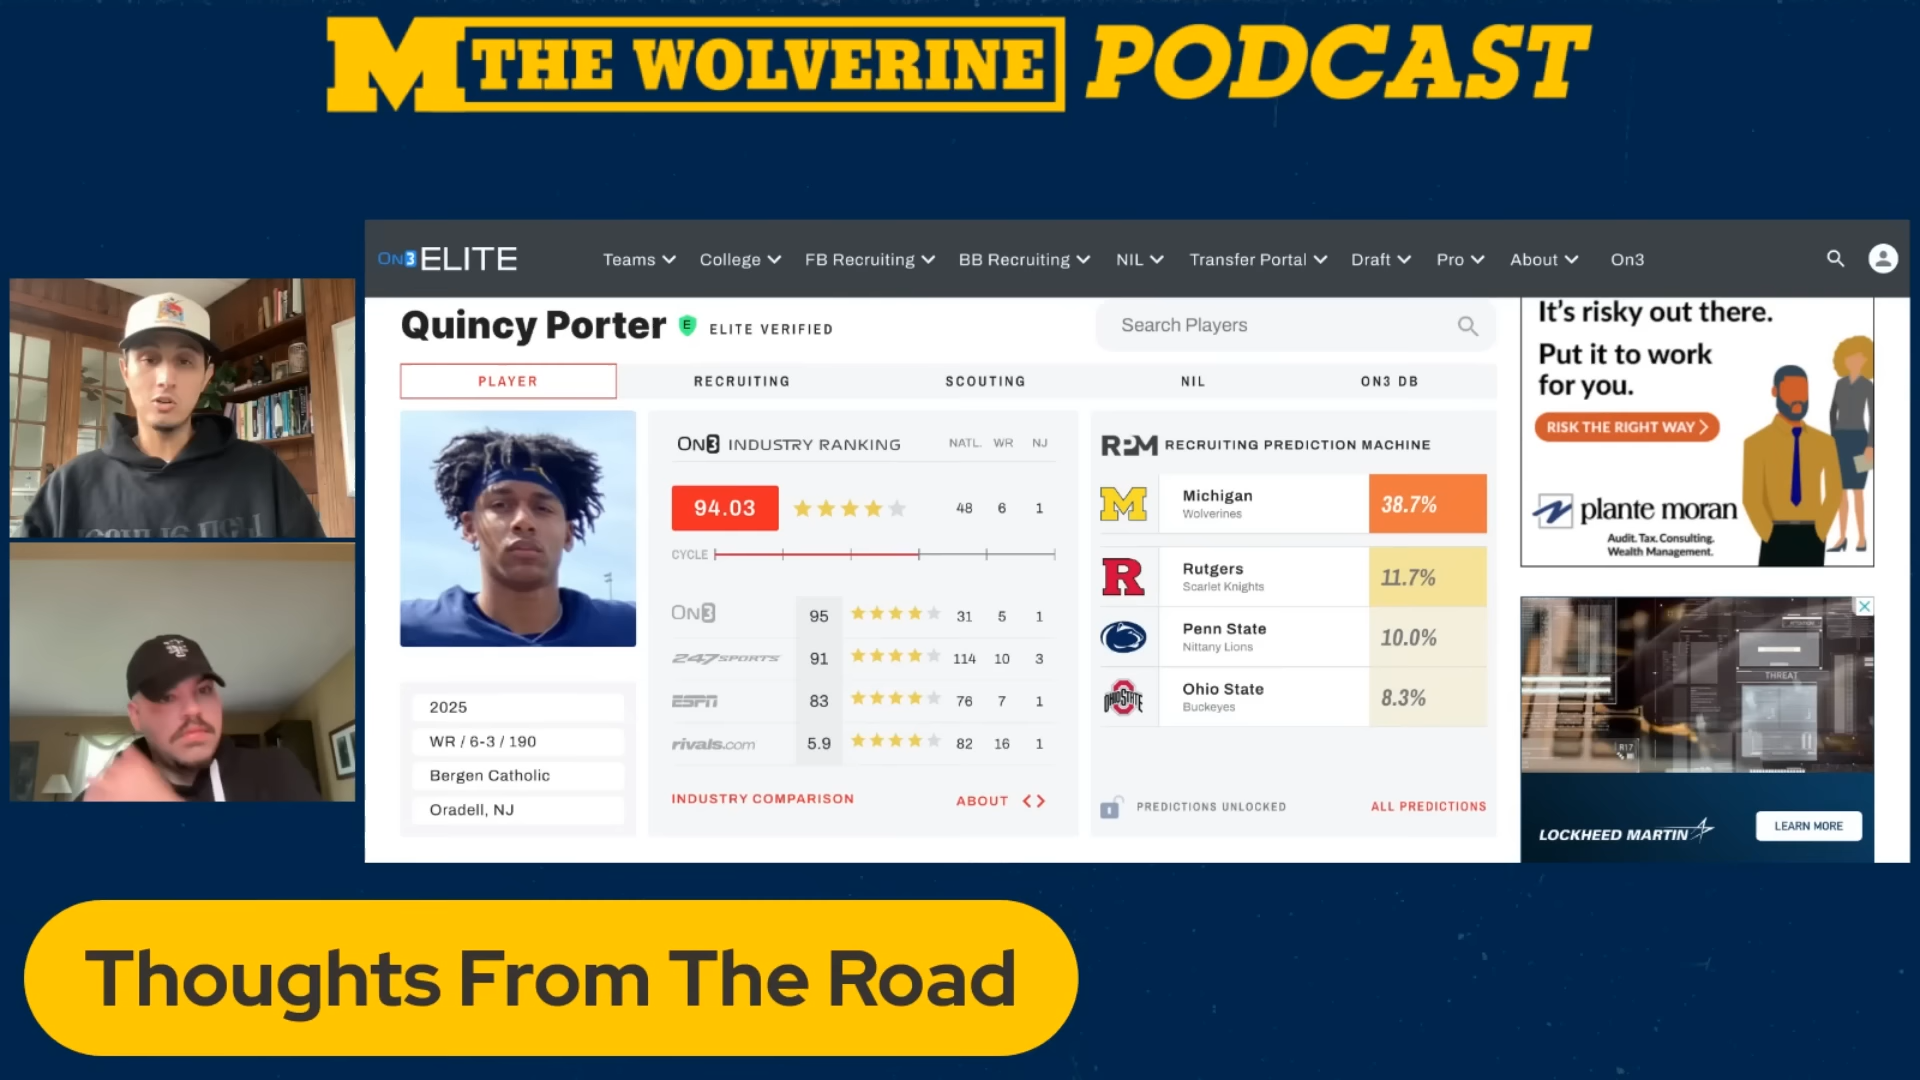 M THE WOLVERINE PODCAST
ON3 ELITE
Teams College FB Recruiting BB Recruiting NIL Transfer Portal Draft Pro About On3
Quincy Porter E ELITE VERIFIED
Search Players
PLAYER RECRUITING SCOUTING NIL ON3 DB
2025
WR / 6-3 / 190
Bergen Catholic
Oradell, NJ
ON3 INDUSTRY RANKING NATL. WR NJ
94.03 48 6 1
CYCLE
ON3 95 31 5 1
247SPORTS 91 114 10 3
ESPN 83 76 7 1
rivals.com 5.9 82 16 1
INDUSTRY COMPARISON ABOUT
RPM RECRUITING PREDICTION MACHINE
M Michigan 38.7%
Wolverines
R Rutgers 11.7%
Scarlet Knights
Penn State 10.0%
Nittany Lions
OHIO STATE Ohio State 8.3%
Buckeyes
PREDICTIONS UNLOCKED ALL PREDICTIONS
It's risky out there.
Put it to work
for you.
RISK THE RIGHT WAY
plante moran
Audit. Tax. Consulting.
Wealth Management.
THREAT
R17
LOCKHEED MARTIN
LEARN MORE
Thoughts From The Road